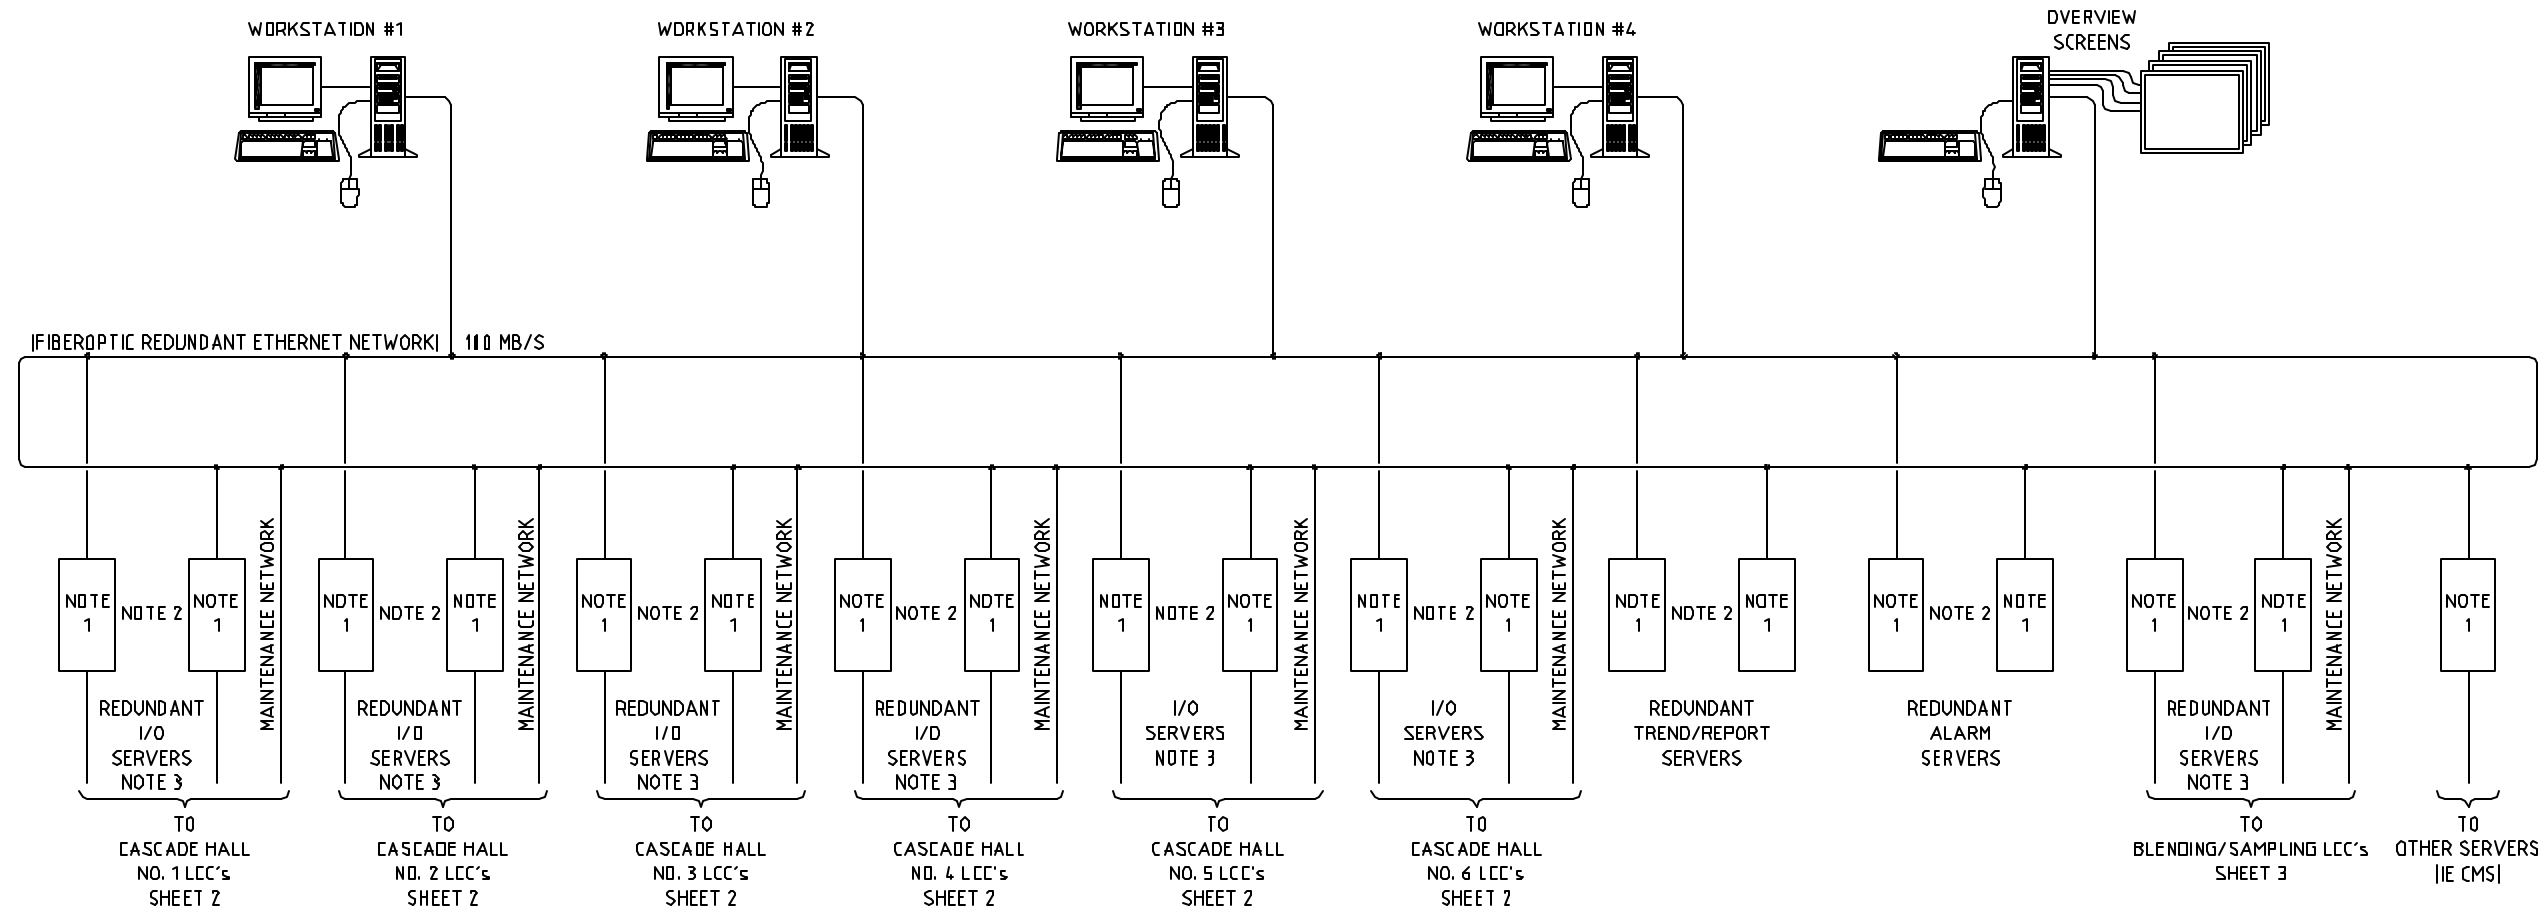 WORKSTATION #1
WORKSTATION #2
WORKSTATION #3
WORKSTATION #4
OVERVIEW
SCREENS
|FIBEROPTIC REDUNDANT ETHERNET NETWORK| 110 MB/S
NOTE
1
NOTE 2
NOTE
1
MAINTENANCE NETWORK
REDUNDANT
I/O
SERVERS
NOTE 3
TO
CASCADE HALL
NO. 1 LCC's
SHEET 2
NOTE
1
NOTE 2
NOTE
1
MAINTENANCE NETWORK
REDUNDANT
I/O
SERVERS
NOTE 3
TO
CASCADE HALL
NO. 2 LCC's
SHEET 2
NOTE
1
NOTE 2
NOTE
1
MAINTENANCE NETWORK
REDUNDANT
I/O
SERVERS
NOTE 3
TO
CASCADE HALL
NO. 3 LCC's
SHEET 2
NOTE
1
NOTE 2
NOTE
1
MAINTENANCE NETWORK
REDUNDANT
I/O
SERVERS
NOTE 3
TO
CASCADE HALL
NO. 4 LCC's
SHEET 2
NOTE
1
NOTE 2
NOTE
1
MAINTENANCE NETWORK
I/O
SERVERS
NOTE 3
TO
CASCADE HALL
NO. 5 LCC's
SHEET 2
NOTE
1
NOTE 2
NOTE
1
MAINTENANCE NETWORK
I/O
SERVERS
NOTE 3
TO
CASCADE HALL
NO. 6 LCC's
SHEET 2
NOTE
1
NOTE 2
NOTE
1
REDUNDANT
TREND/REPORT
SERVERS
NOTE
1
NOTE 2
NOTE
1
REDUNDANT
ALARM
SERVERS
NOTE
1
NOTE 2
NOTE
1
MAINTENANCE NETWORK
REDUNDANT
I/O
SERVERS
NOTE 3
TO
BLENDING/SAMPLING LCC's
SHEET 3
NOTE
1
TO
OTHER SERVERS
|IE CMS|